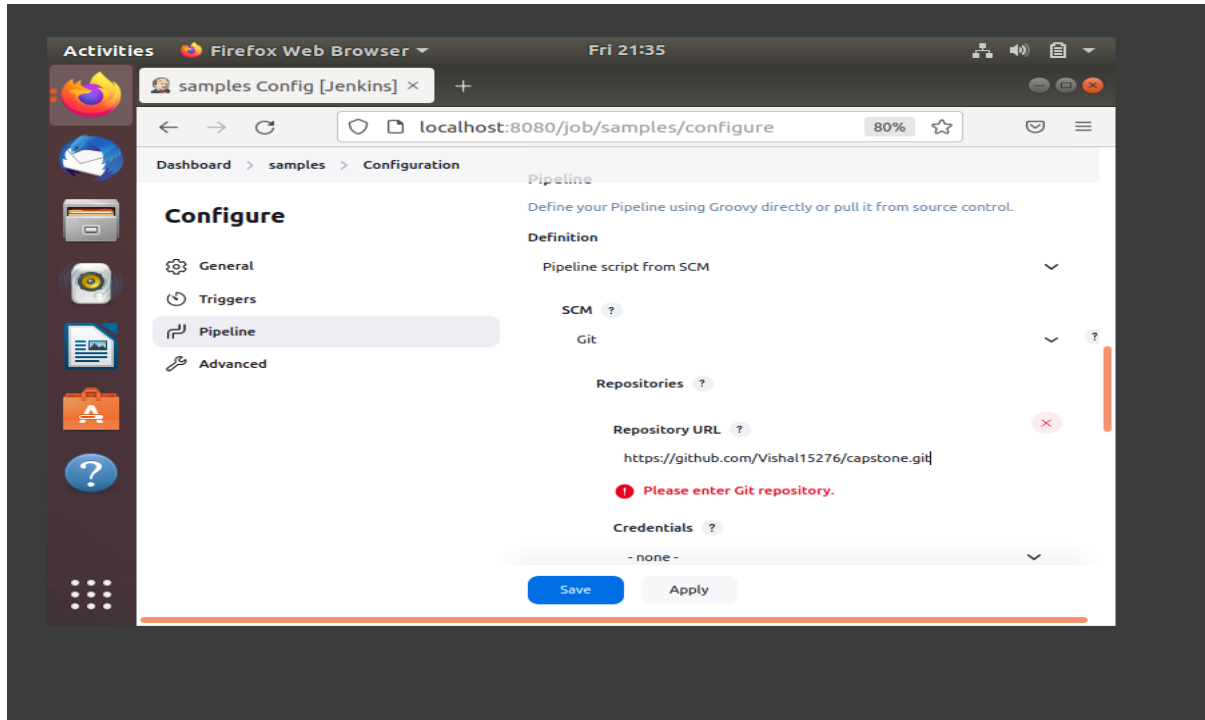 Activities Firefox Web Browser Fri 21:35
samples Config [Jenkins]
localhost:8080/job/samples/configure 80%
Dashboard > samples > Configuration
Pipeline
Configure
Define your Pipeline using Groovy directly or pull it from source control.
Definition
General
Pipeline script from SCM
Triggers
SCM ?
Pipeline
Git ?
Advanced
Repositories ?
Repository URL ?
https://github.com/Vishal15276/capstone.git
Please enter Git repository.
Credentials ?
- none -
Save Apply